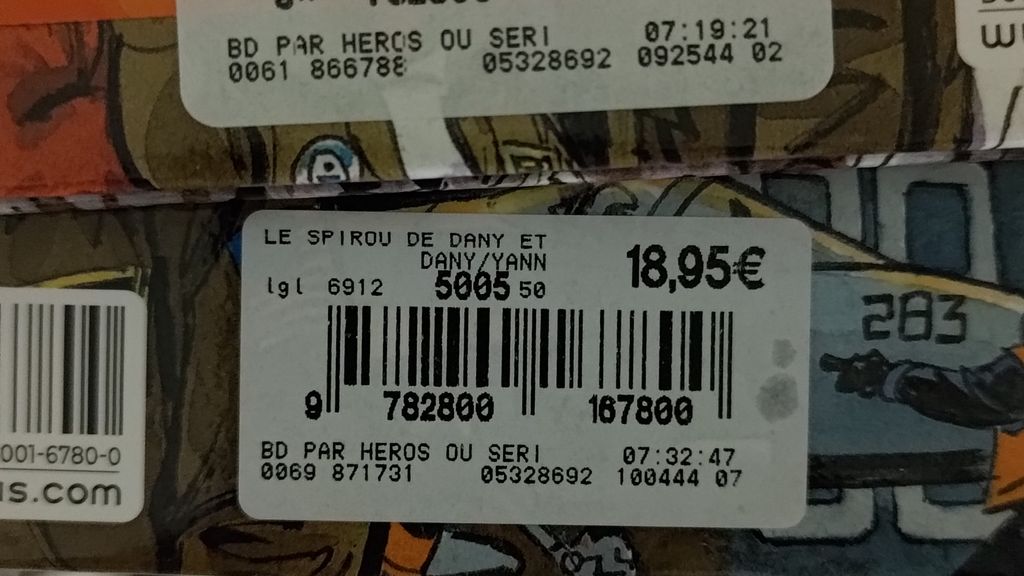 BD PAR HEROS OU SERI 07:19:21
0061 866788 05328692 092544 02
LE SPIROU DE DANY ET
DANY/YANN
18,95€
lgl 6912 5005 50
283
9 782800 167800
001-6780-0
is.com
BD PAR HEROS OU SERI 07:32:47
0069 871731 05328692 100444 07